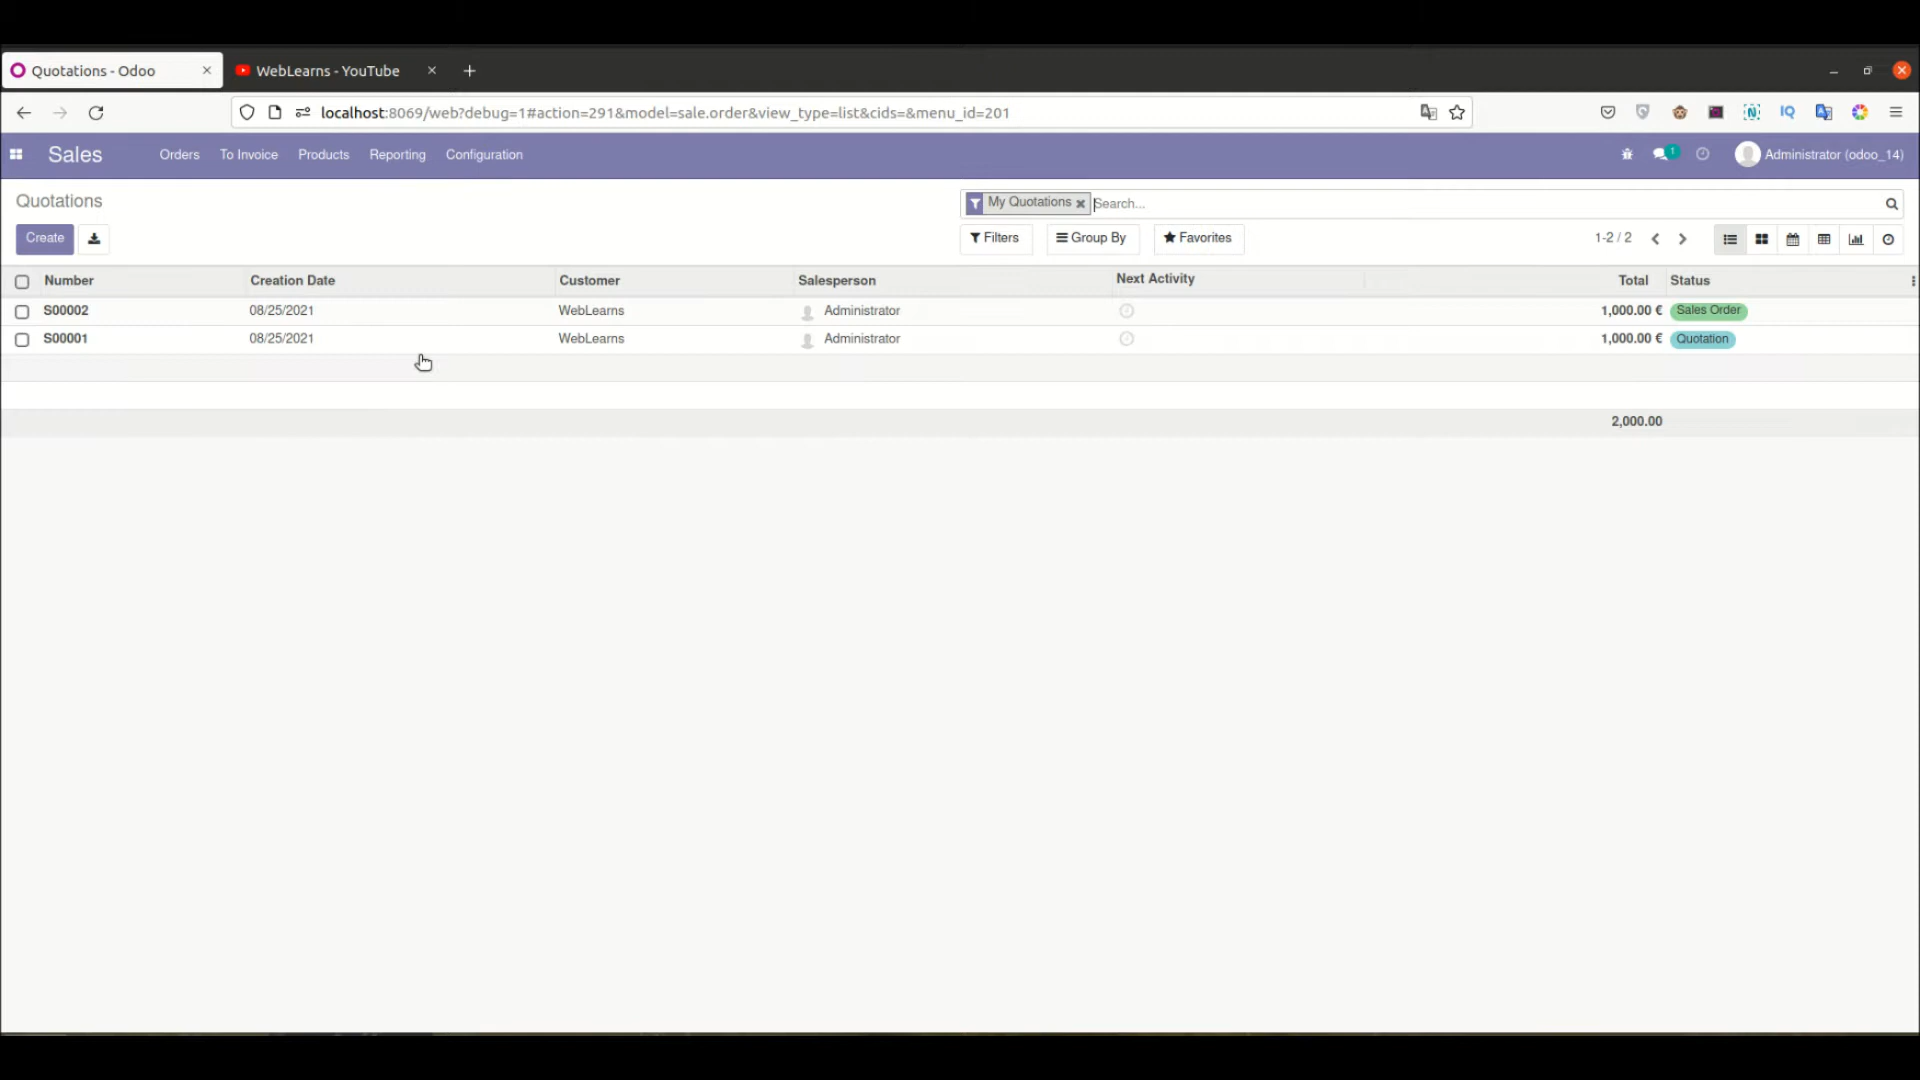 Quotations - Odoo
WebLearns - YouTube
localhost:8069/web?debug=1#action=291&model=sale.order&view_type=list&cids=&menu_id=201
IQ
Sales Orders To Invoice Products Reporting Configuration 1 Administrator (odoo_14)
Quotations
My Quotations Search...
Create Filters Group By Favorites 1-2 / 2
Number Creation Date Customer Salesperson Next Activity Total Status
S00002 08/25/2021 WebLearns Administrator 1,000.00 € Sales Order
S00001 08/25/2021 WebLearns Administrator 1,000.00 € Quotation
2,000.00